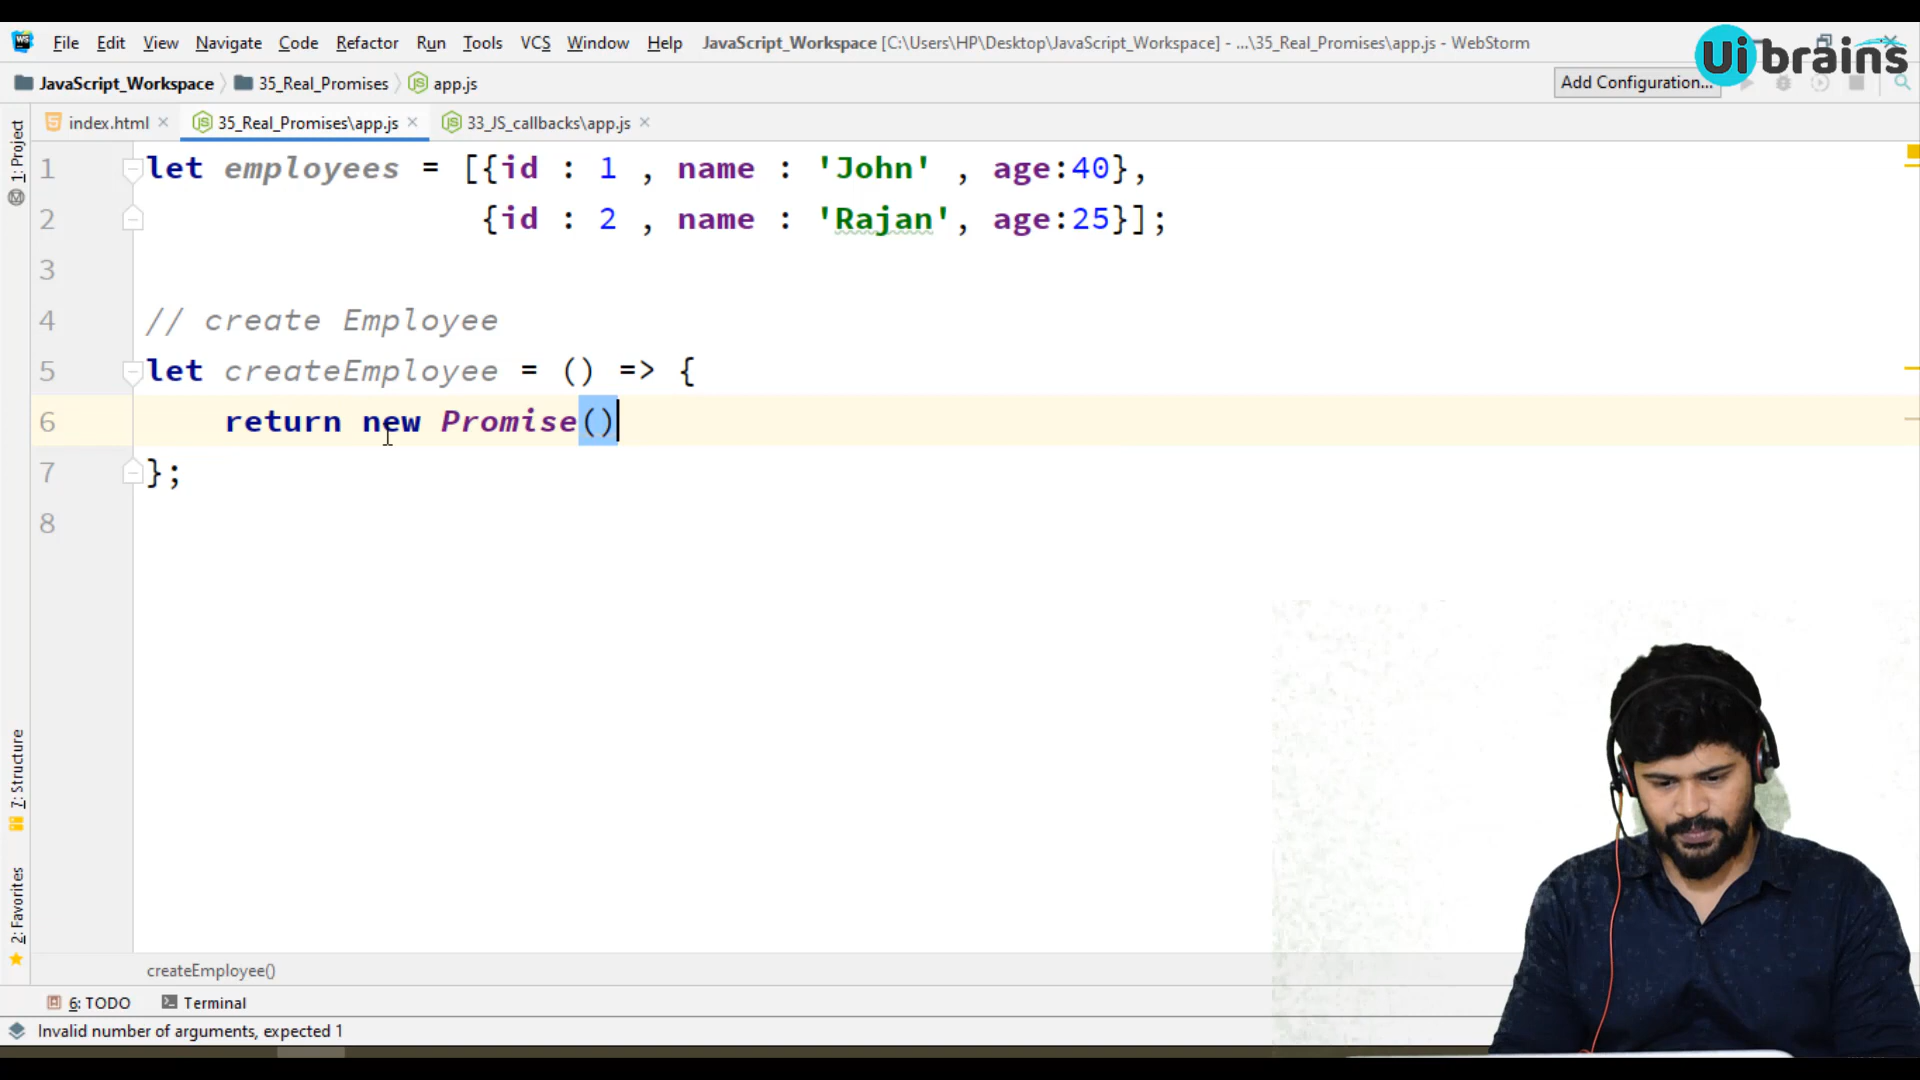 File Edit View Navigate Code Refactor Run Tools VCS Window Help JavaScript_Workspace [C:\Users\HP\Desktop\JavaScript_Workspace] - ...\35_Real_Promises\app.js - WebStorm
Ui brains
JavaScript_Workspace 35_Real_Promises app.js Add Configuration...
index.html 35_Real_Promises\app.js 33_JS_callbacks\app.js
1: Project
1 let employees = [{id : 1 , name : 'John' , age:40},
2 {id : 2 , name : 'Rajan', age:25}];
3
4 // create Employee
5 let createEmployee = () => {
6 return new Promise()
7 };
8
7: Structure
2: Favorites
createEmployee()
6: TODO Terminal
Invalid number of arguments, expected 1